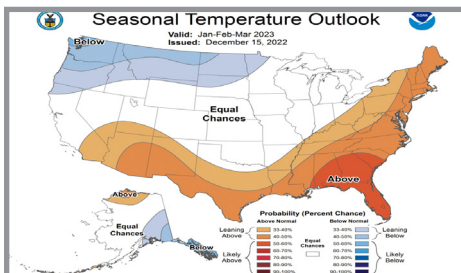 Seasonal Temperature Outlook
Valid: Jan-Feb-Mar 2023
Issued: December 15, 2022
Below
Equal
Chances
Above
Above
Equal
Chances
Below
Probability (Percent Chance)
Above Normal
Below Normal
Leaning
Above
33-40%
40-50%
50-60%
Likely
Above
60-70%
70-80%
80-90%
90-100%
Equal
Chances
33-40%
40-50%
Leaning
Below
50-60%
60-70%
70-80%
Likely
Below
80-90%
90-100%